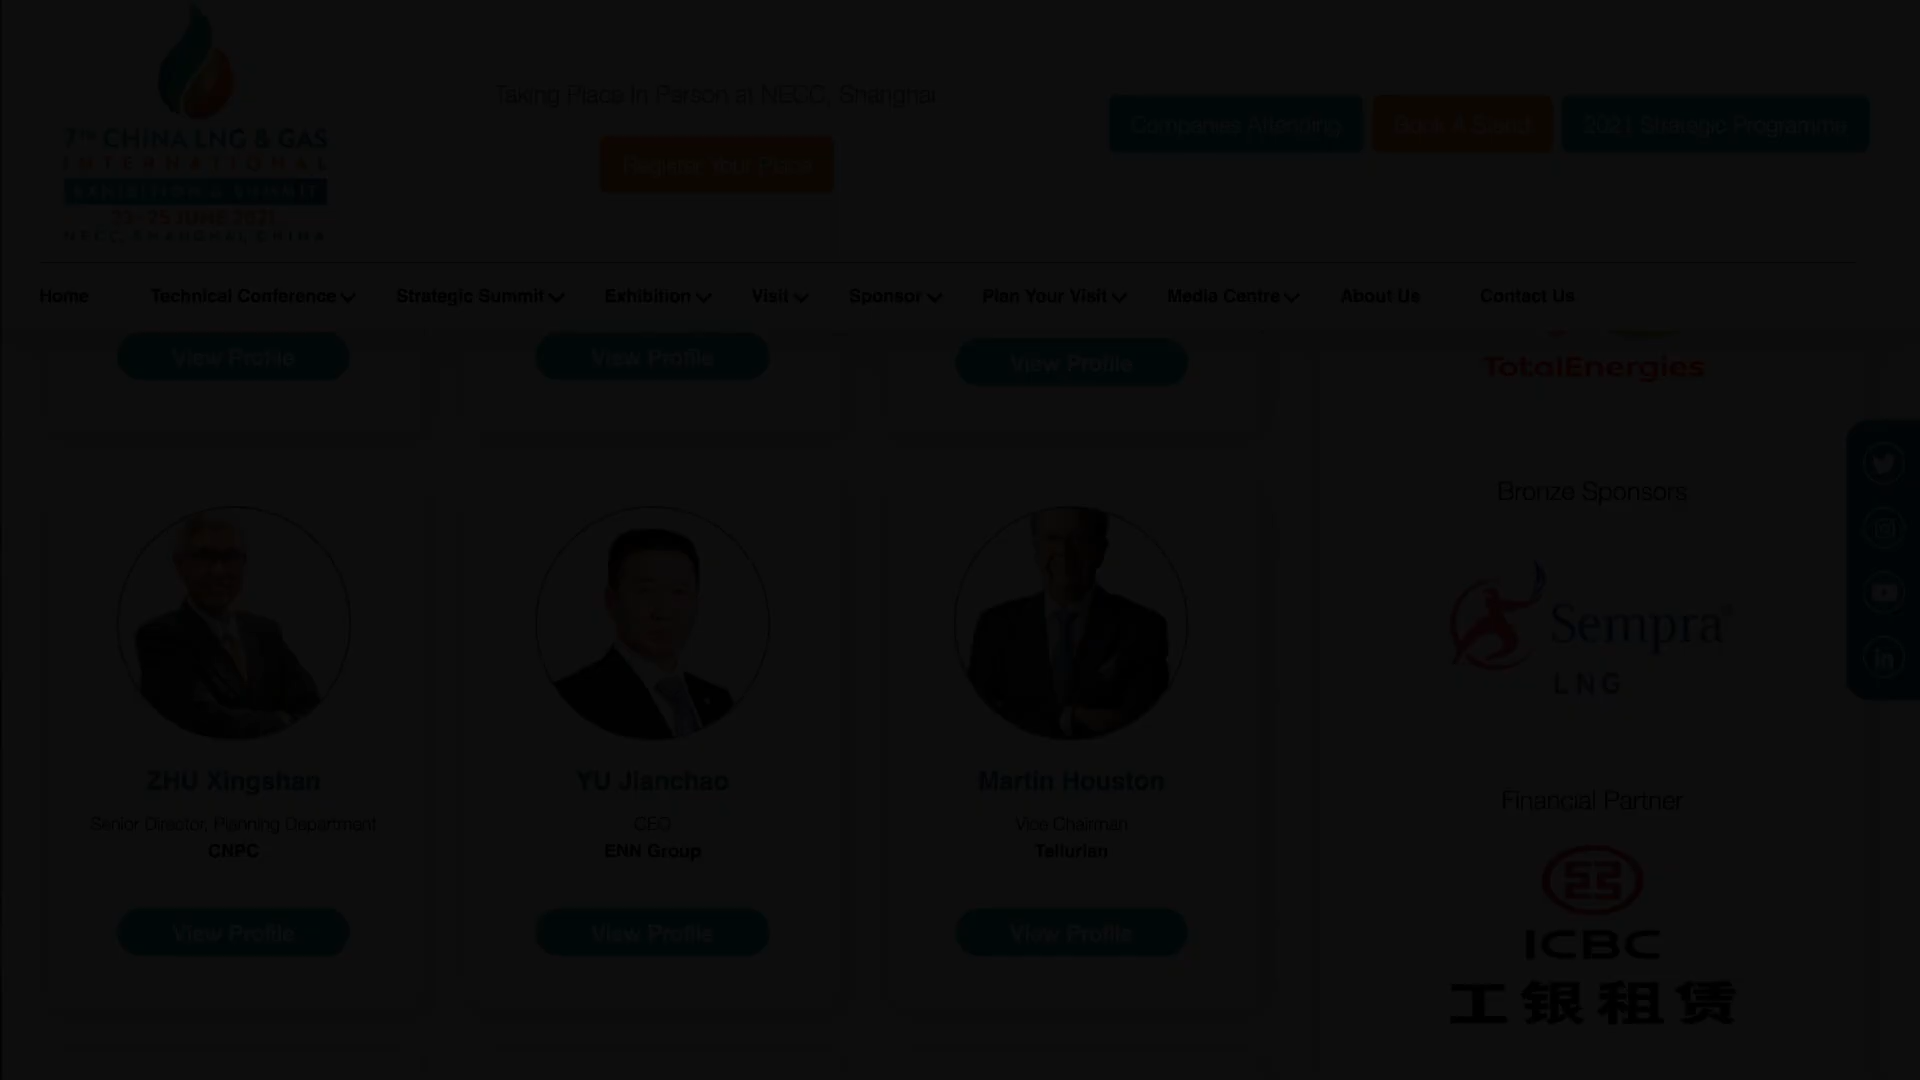 7TH CHINA LNG & GAS
INTERNATIONAL
EXHIBITION & SUMMIT
23-25 JUNE 2021
NECC, SHANGHAI, CHINA
Taking Place In Person at NECC, Shanghai
Register Your Place
Companies Attending
Book A Stand
2021 Strategic Programme
Home
Technical Conference
Strategic Summit
Exhibition
Visit
Sponsor
Plan Your Visit
Media Centre
About Us
Contact Us
View Profile
View Profile
View Profile
TotalEnergies
Bronze Sponsors
Sempra
LNG
ZHU Xingshan
Senior Director, Planning Department
CNPC
View Profile
YU Jianchao
CEO
ENN Group
View Profile
Martin Houston
Vice Chairman
Tellurian
View Profile
Financial Partner
ICBC
工银租赁